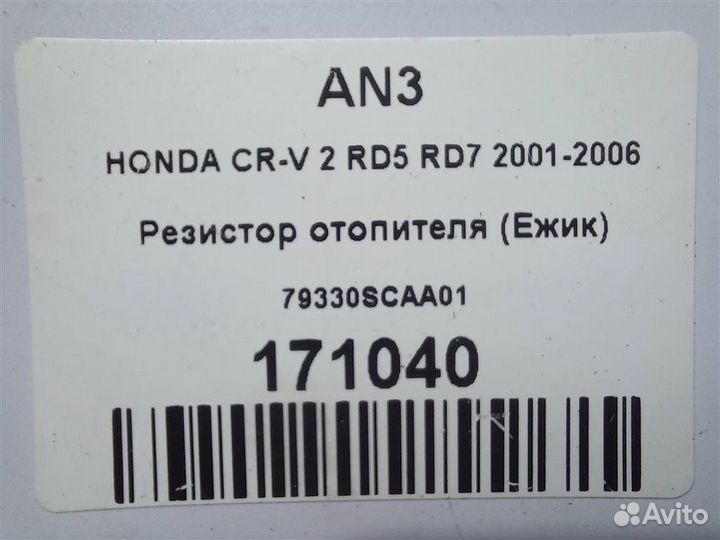 AN3
HONDA CR-V 2 RD5 RD7 2001-2006
Резистор отопителя (Ежик)
79330SCAA01
171040
Avito